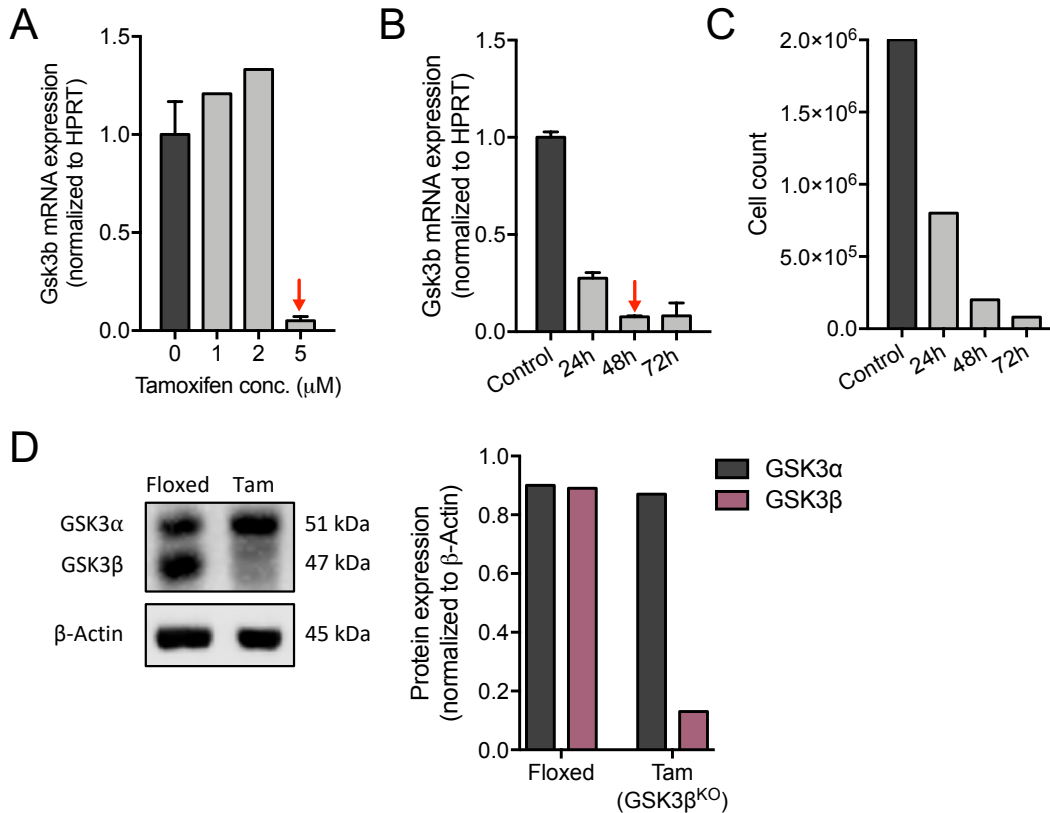 A
Gsk3b mRNA expression
(normalized to HPRT)
1.5
1.0
0.5
0.0
0 1 2 5
Tamoxifen conc. (μM)
B
Gsk3b mRNA expression
(normalized to HPRT)
1.5
1.0
0.5
0.0
Control 24h 48h 72h
C
Cell count
2.0×10⁶
1.5×10⁶
1.0×10⁶
5.0×10⁵
0.0
Control 24h 48h 72h
D
Floxed Tam
GSK3α 51 kDa
GSK3β 47 kDa
β-Actin 45 kDa
Protein expression
(normalized to β-Actin)
1.0
0.8
0.6
0.4
0.2
0.0
Floxed Tam
(GSK3βᴷᴼ)
GSK3α
GSK3β